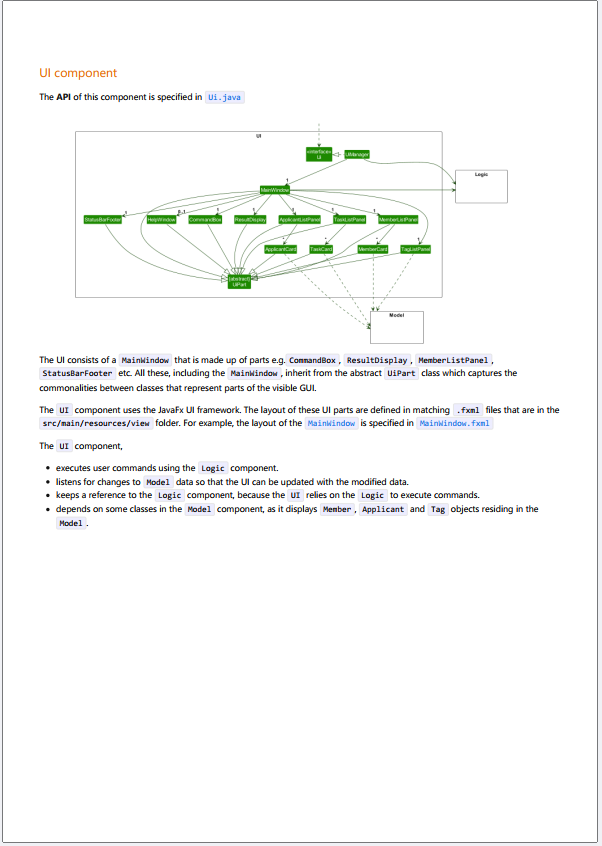 UI component
The API of this component is specified in Ui.java
UI
«interface»
Ui
UiManager
Logic
1
MainWindow
1
0..1
1
1
1
1
1
StatusBarFooter
HelpWindow
CommandBox
ResultDisplay
ApplicantListPanel
TaskListPanel
MemberListPanel
*
*
*
*
ApplicantCard
TaskCard
MemberCard
TagListPanel
{abstract}
UiPart
Model
The UI consists of a MainWindow that is made up of parts e.g. CommandBox , ResultDisplay , MemberListPanel ,
StatusBarFooter etc. All these, including the MainWindow , inherit from the abstract UiPart class which captures the
commonalities between classes that represent parts of the visible GUI.
The UI component uses the JavaFx UI framework. The layout of these UI parts are defined in matching .fxml files that are in the
src/main/resources/view folder. For example, the layout of the MainWindow is specified in MainWindow.fxml
The UI component,
• executes user commands using the Logic component.
• listens for changes to Model data so that the UI can be updated with the modified data.
• keeps a reference to the Logic component, because the UI relies on the Logic to execute commands.
• depends on some classes in the Model component, as it displays Member , Applicant and Tag objects residing in the
Model .